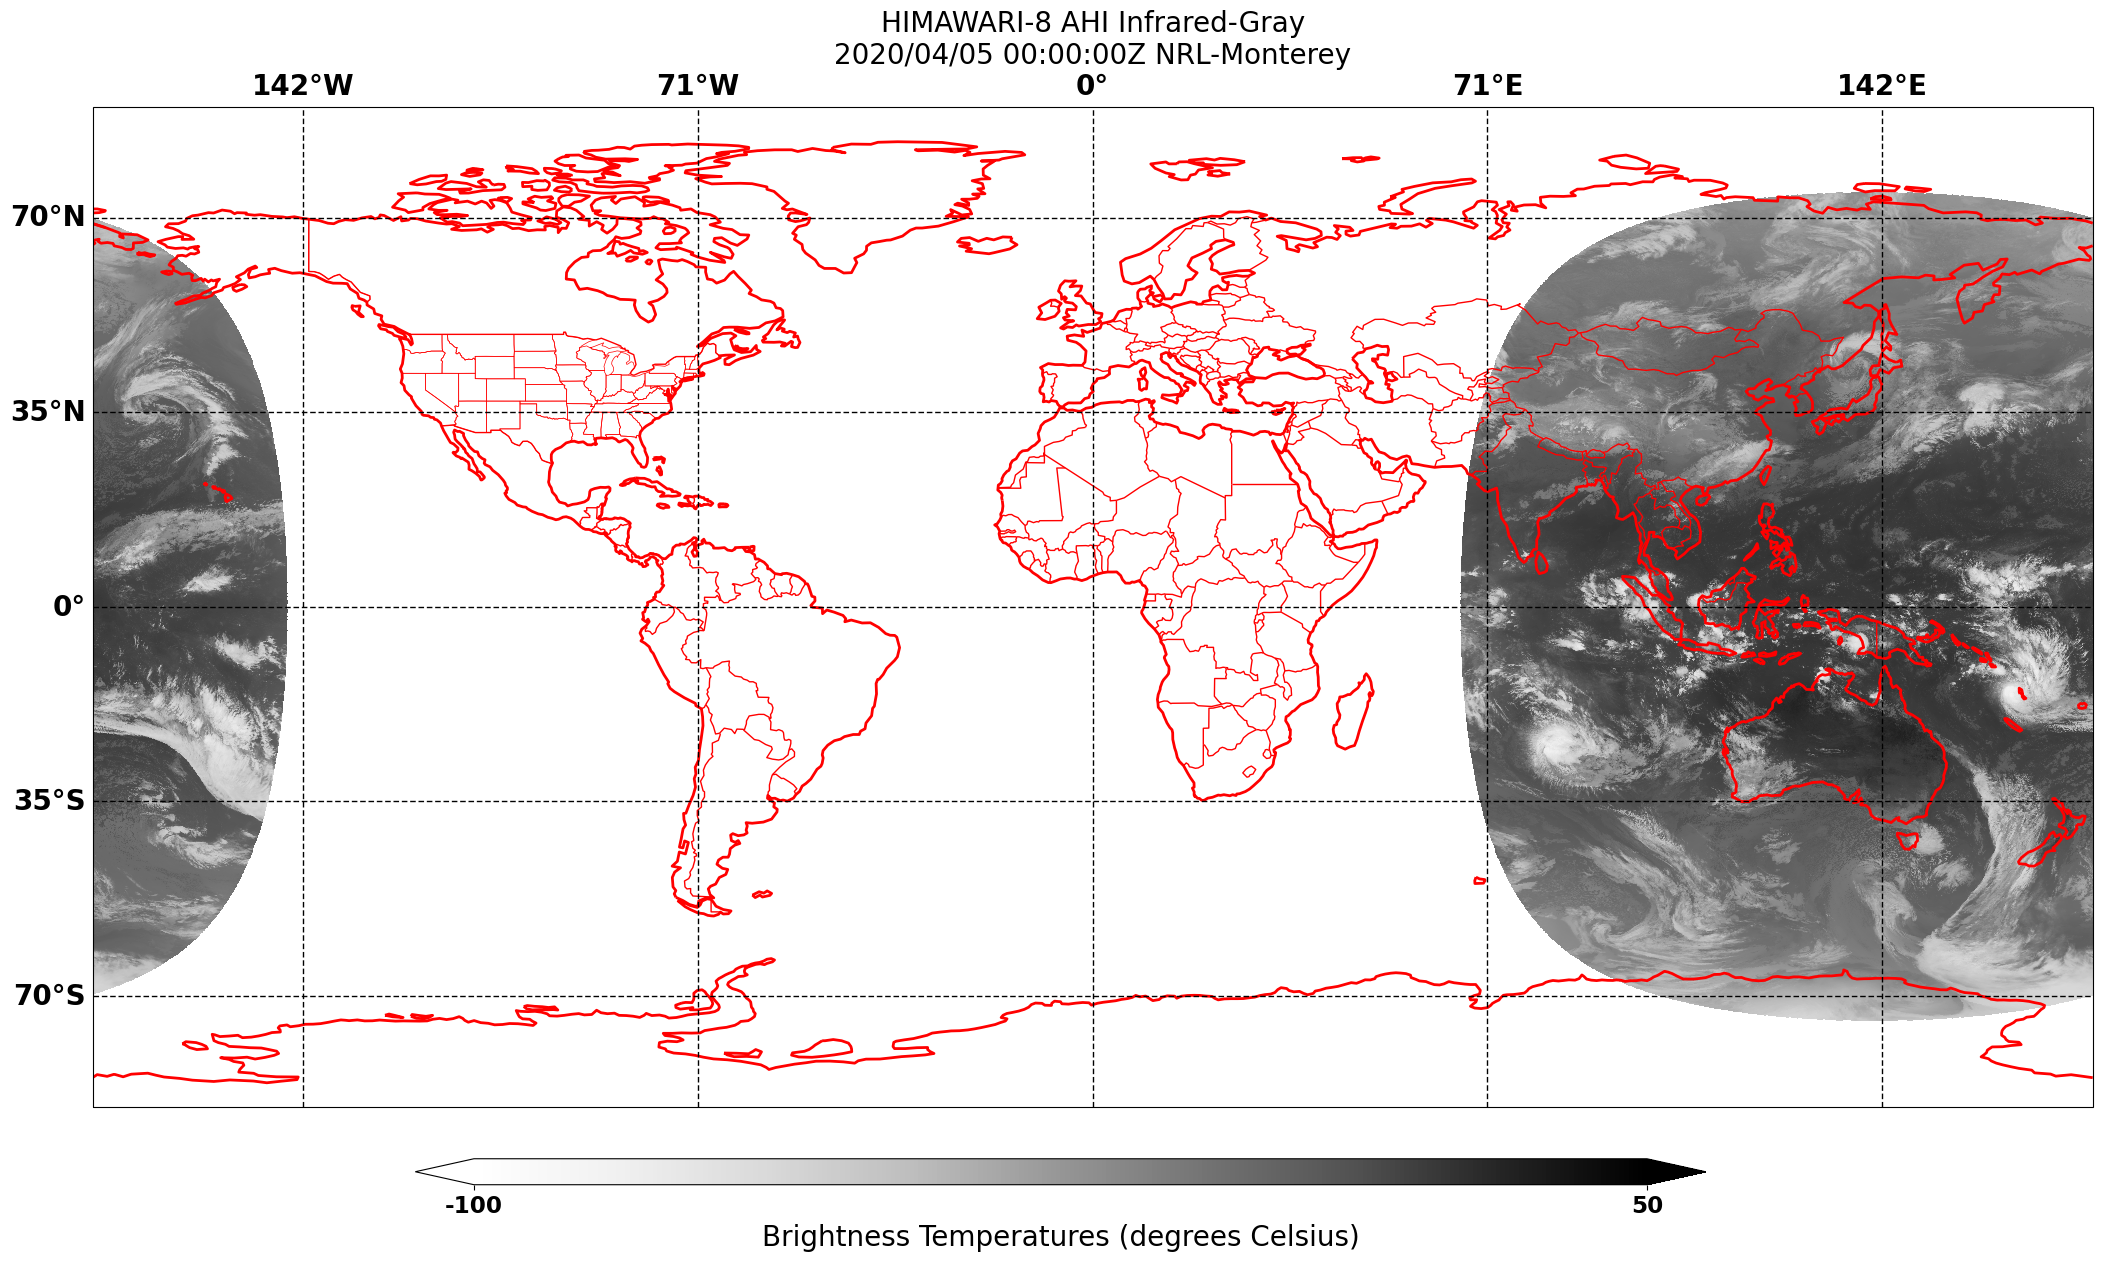 HIMAWARI-8 AHI Infrared-Gray
2020/04/05 00:00:00Z NRL-Monterey
142°W 71°W 0° 71°E 142°E
70°N
35°N
0°
35°S
70°S
-100 50
Brightness Temperatures (degrees Celsius)